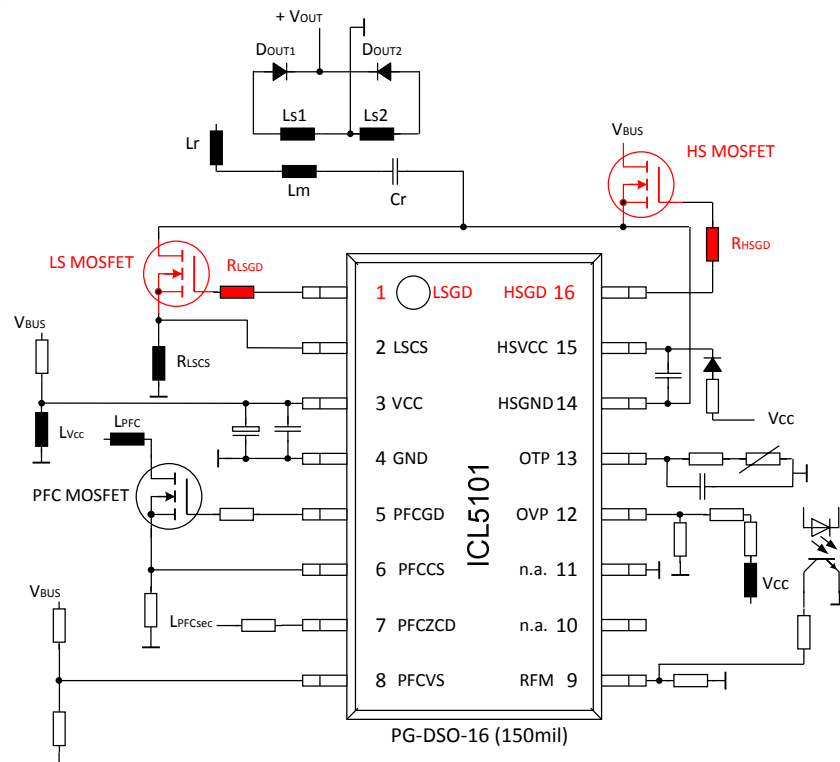 + VOUT
DOUT1
DOUT2
Ls1
Ls2
Lr
Lm
Cr
VBUS
HS MOSFET
LS MOSFET
RLSGD
RHSGD
1 LSGD
HSGD 16
VBUS
RLSCS
2 LSCS
HSVCC 15
3 VCC
HSGND 14
LVcc
LPFC
Vcc
4 GND
OTP 13
PFC MOSFET
5 PFCGD
OVP 12
ICL5101
6 PFCCS
n.a. 11
Vcc
VBUS
LPFCsec
7 PFCZCD
n.a. 10
8 PFCVS
RFM 9
PG-DSO-16 (150mil)